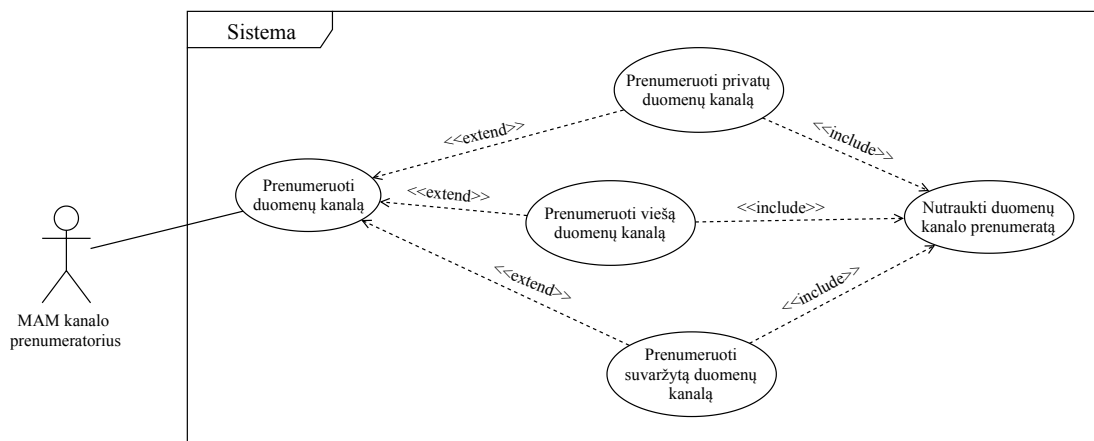 Sistema
Prenumeruoti privatų
duomenų kanalą
<<extend>>
<<include>>
Prenumeruoti
duomenų kanalą
<<extend>>
Prenumeruoti viešą
duomenų kanalą
<<include>>
Nutraukti duomenų
kanalo prenumeratą
<<extend>>
<<include>>
MAM kanalo
prenumeratorius
Prenumeruoti
suvaržytą duomenų
kanalą